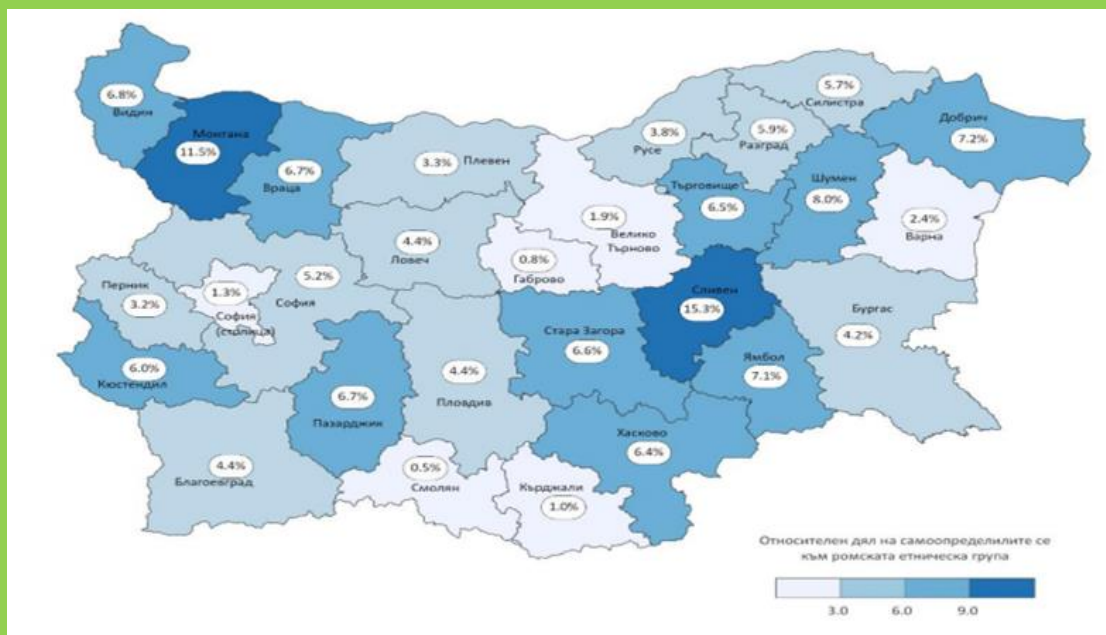 6.8%
Видин
Монтана
11.5%
6.7%
Враца
3.3%
Плевен
3.8%
Русе
5.9%
Разград
5.7%
Силистра
Добрич
7.2%
Търговище
6.5%
Шумен
8.0%
2.4%
Варна
1.9%
Велико
Търново
0.8%
Габрово
4.4%
Ловеч
5.2%
София
1.3%
София
(столица)
Перник
3.2%
6.0%
Кюстендил
6.7%
Пазарджик
4.4%
Пловдив
Стара Загора
6.6%
Сливен
15.3%
Ямбол
7.1%
Бургас
4.2%
4.4%
Благоевград
0.5%
Смолян
Кърджали
1.0%
Хасково
6.4%
Относителен дял на самоопределилите се
към ромската етническа група
3.0 6.0 9.0